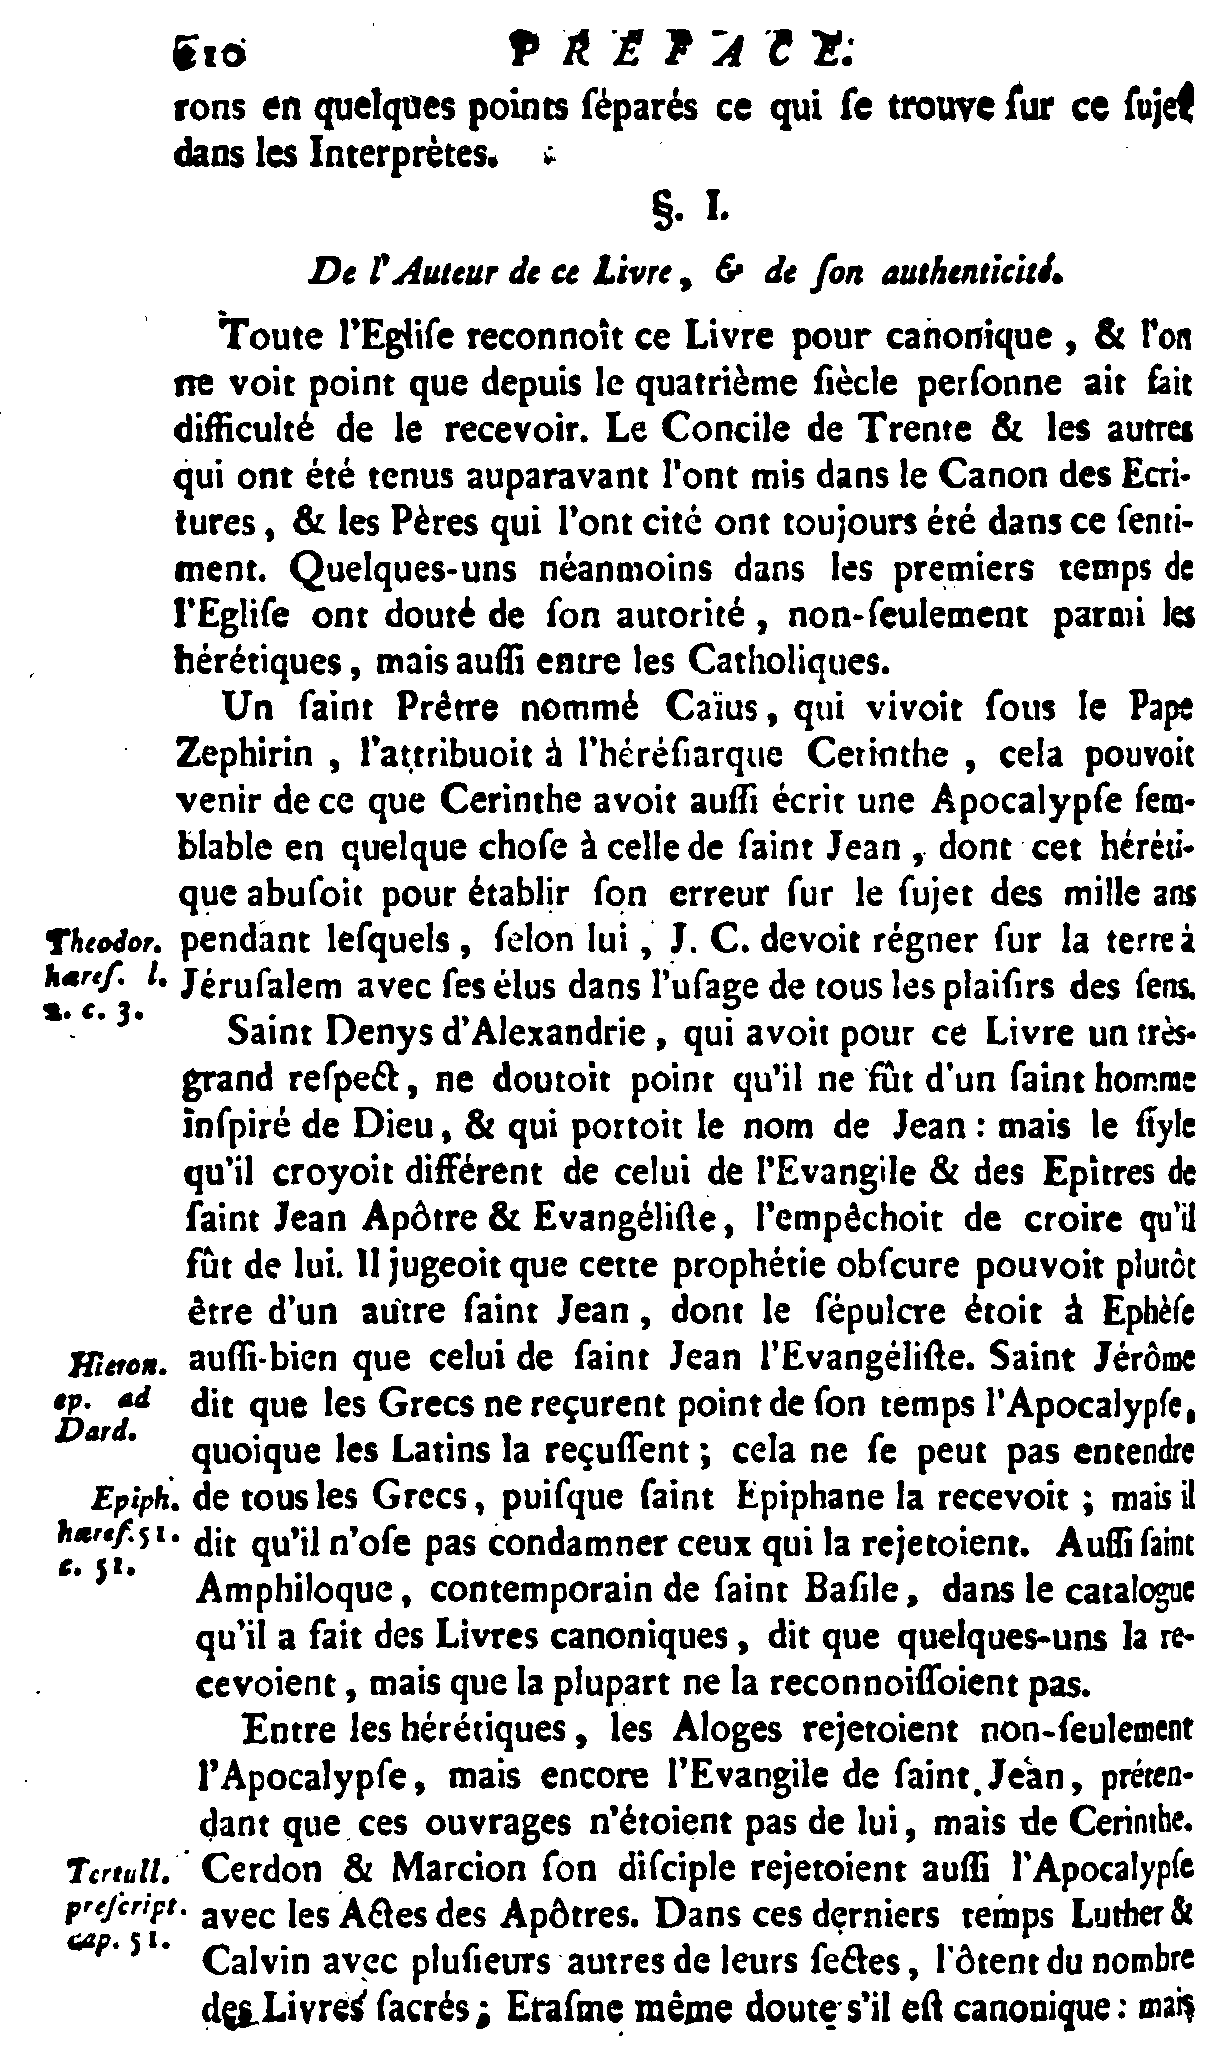 610 PREFACE.
rons en quelques points ſéparés ce qui ſe trouve ſur ce ſujet
dans les Interprètes.
§. I.
De l'Auteur de ce Livre, & de ſon authenticité.
Toute l'Egliſe reconnoît ce Livre pour canonique, & l'on
ne voit point que depuis le quatrième ſiècle perſonne ait fait
difficulté de le recevoir. Le Concile de Trente & les autres
qui ont été tenus auparavant l'ont mis dans le Canon des Ecri-
tures, & les Pères qui l'ont cité ont toujours été dans ce ſenti-
ment. Quelques-uns néanmoins dans les premiers temps de
l'Egliſe ont douté de ſon autorité, non-ſeulement parmi les
hérétiques, mais auſſi entre les Catholiques.
Un ſaint Prêtre nommé Caïus, qui vivoit ſous le Pape
Zephirin, l'attribuoit à l'héréſiarque Cerinthe, cela pouvoit
venir de ce que Cerinthe avoit auſſi écrit une Apocalypſe ſem-
blable en quelque choſe à celle de ſaint Jean, dont cet héréti-
que abuſoit pour établir ſon erreur ſur le ſujet des mille ans
Theodor. pendant leſquels, ſelon lui, J. C. devoit régner ſur la terre à
hæreſ. l. Jéruſalem avec ſes élus dans l'uſage de tous les plaiſirs des ſens.
2. c. 3.
Saint Denys d'Alexandrie, qui avoit pour ce Livre un très-
grand reſpect, ne doutoit point qu'il ne fût d'un ſaint homme
inſpiré de Dieu, & qui portoit le nom de Jean : mais le ſtyle
qu'il croyoit différent de celui de l'Evangile & des Epîtres de
ſaint Jean Apôtre & Evangéliſte, l'empêchoit de croire qu'il
fût de lui. Il jugeoit que cette prophétie obſcure pouvoit plutôt
être d'un autre ſaint Jean, dont le ſépulcre étoit à Ephèſe
Hieron. auſſi-bien que celui de ſaint Jean l'Evangéliſte. Saint Jérôme
ep. ad dit que les Grecs ne reçurent point de ſon temps l'Apocalypſe,
Dard. quoique les Latins la reçuſſent ; cela ne ſe peut pas entendre
Epiph. de tous les Grecs, puiſque ſaint Epiphane la recevoit ; mais il
hæreſ. 51. dit qu'il n'oſe pas condamner ceux qui la rejetoient. Auſſi ſaint
c. 51. Amphiloque, contemporain de ſaint Baſile, dans le catalogue
qu'il a fait des Livres canoniques, dit que quelques-uns la re-
cevoient, mais que la plupart ne la reconnoiſſoient pas.
Entre les hérétiques, les Aloges rejetoient non-ſeulement
l'Apocalypſe, mais encore l'Evangile de ſaint Jean, préten-
dant que ces ouvrages n'étoient pas de lui, mais de Cerinthe.
Tertull. Cerdon & Marcion ſon diſciple rejetoient auſſi l'Apocalypſe
preſcript. avec les Actes des Apôtres. Dans ces derniers temps Luther &
cap. 51. Calvin avec pluſieurs autres de leurs ſectes, l'ôtent du nombre
des Livres ſacrés ; Eraſme même doute s'il eſt canonique : mais